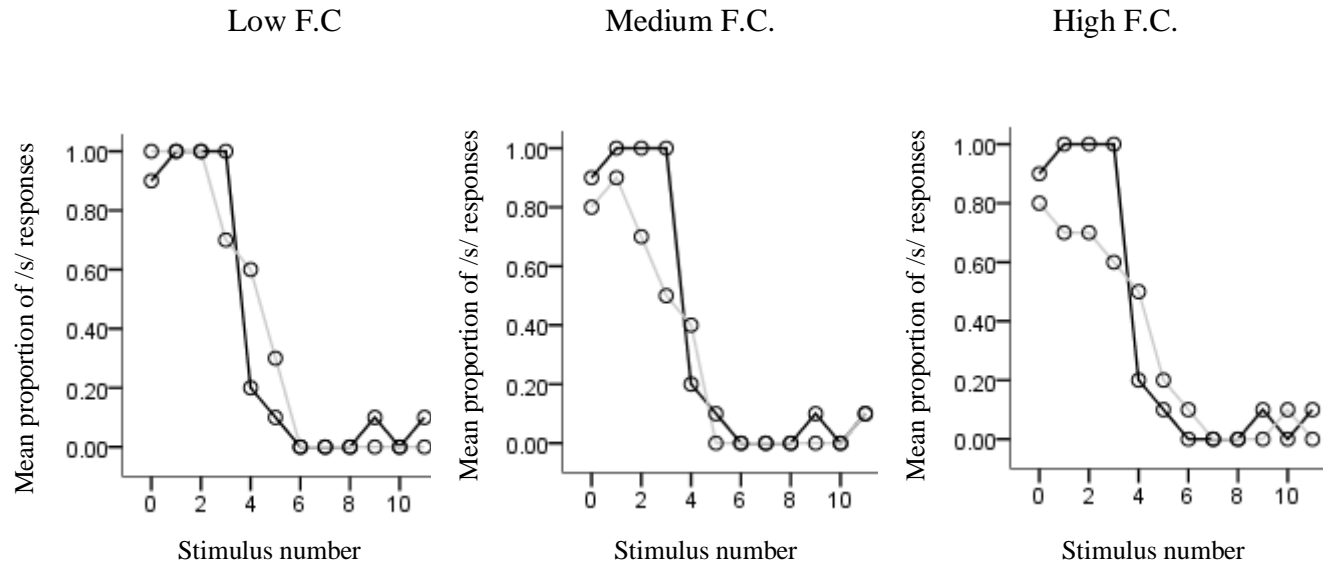 Low F.C
Medium F.C.
High F.C.
Mean proportion of /s/ responses
1.00
0.80
0.60
0.40
0.20
0.00
0 2 4 6 8 10
Stimulus number
Mean proportion of /s/ responses
1.00
0.80
0.60
0.40
0.20
0.00
0 2 4 6 8 10
Stimulus number
Mean proportion of /s/ responses
1.00
0.80
0.60
0.40
0.20
0.00
0 2 4 6 8 10
Stimulus number